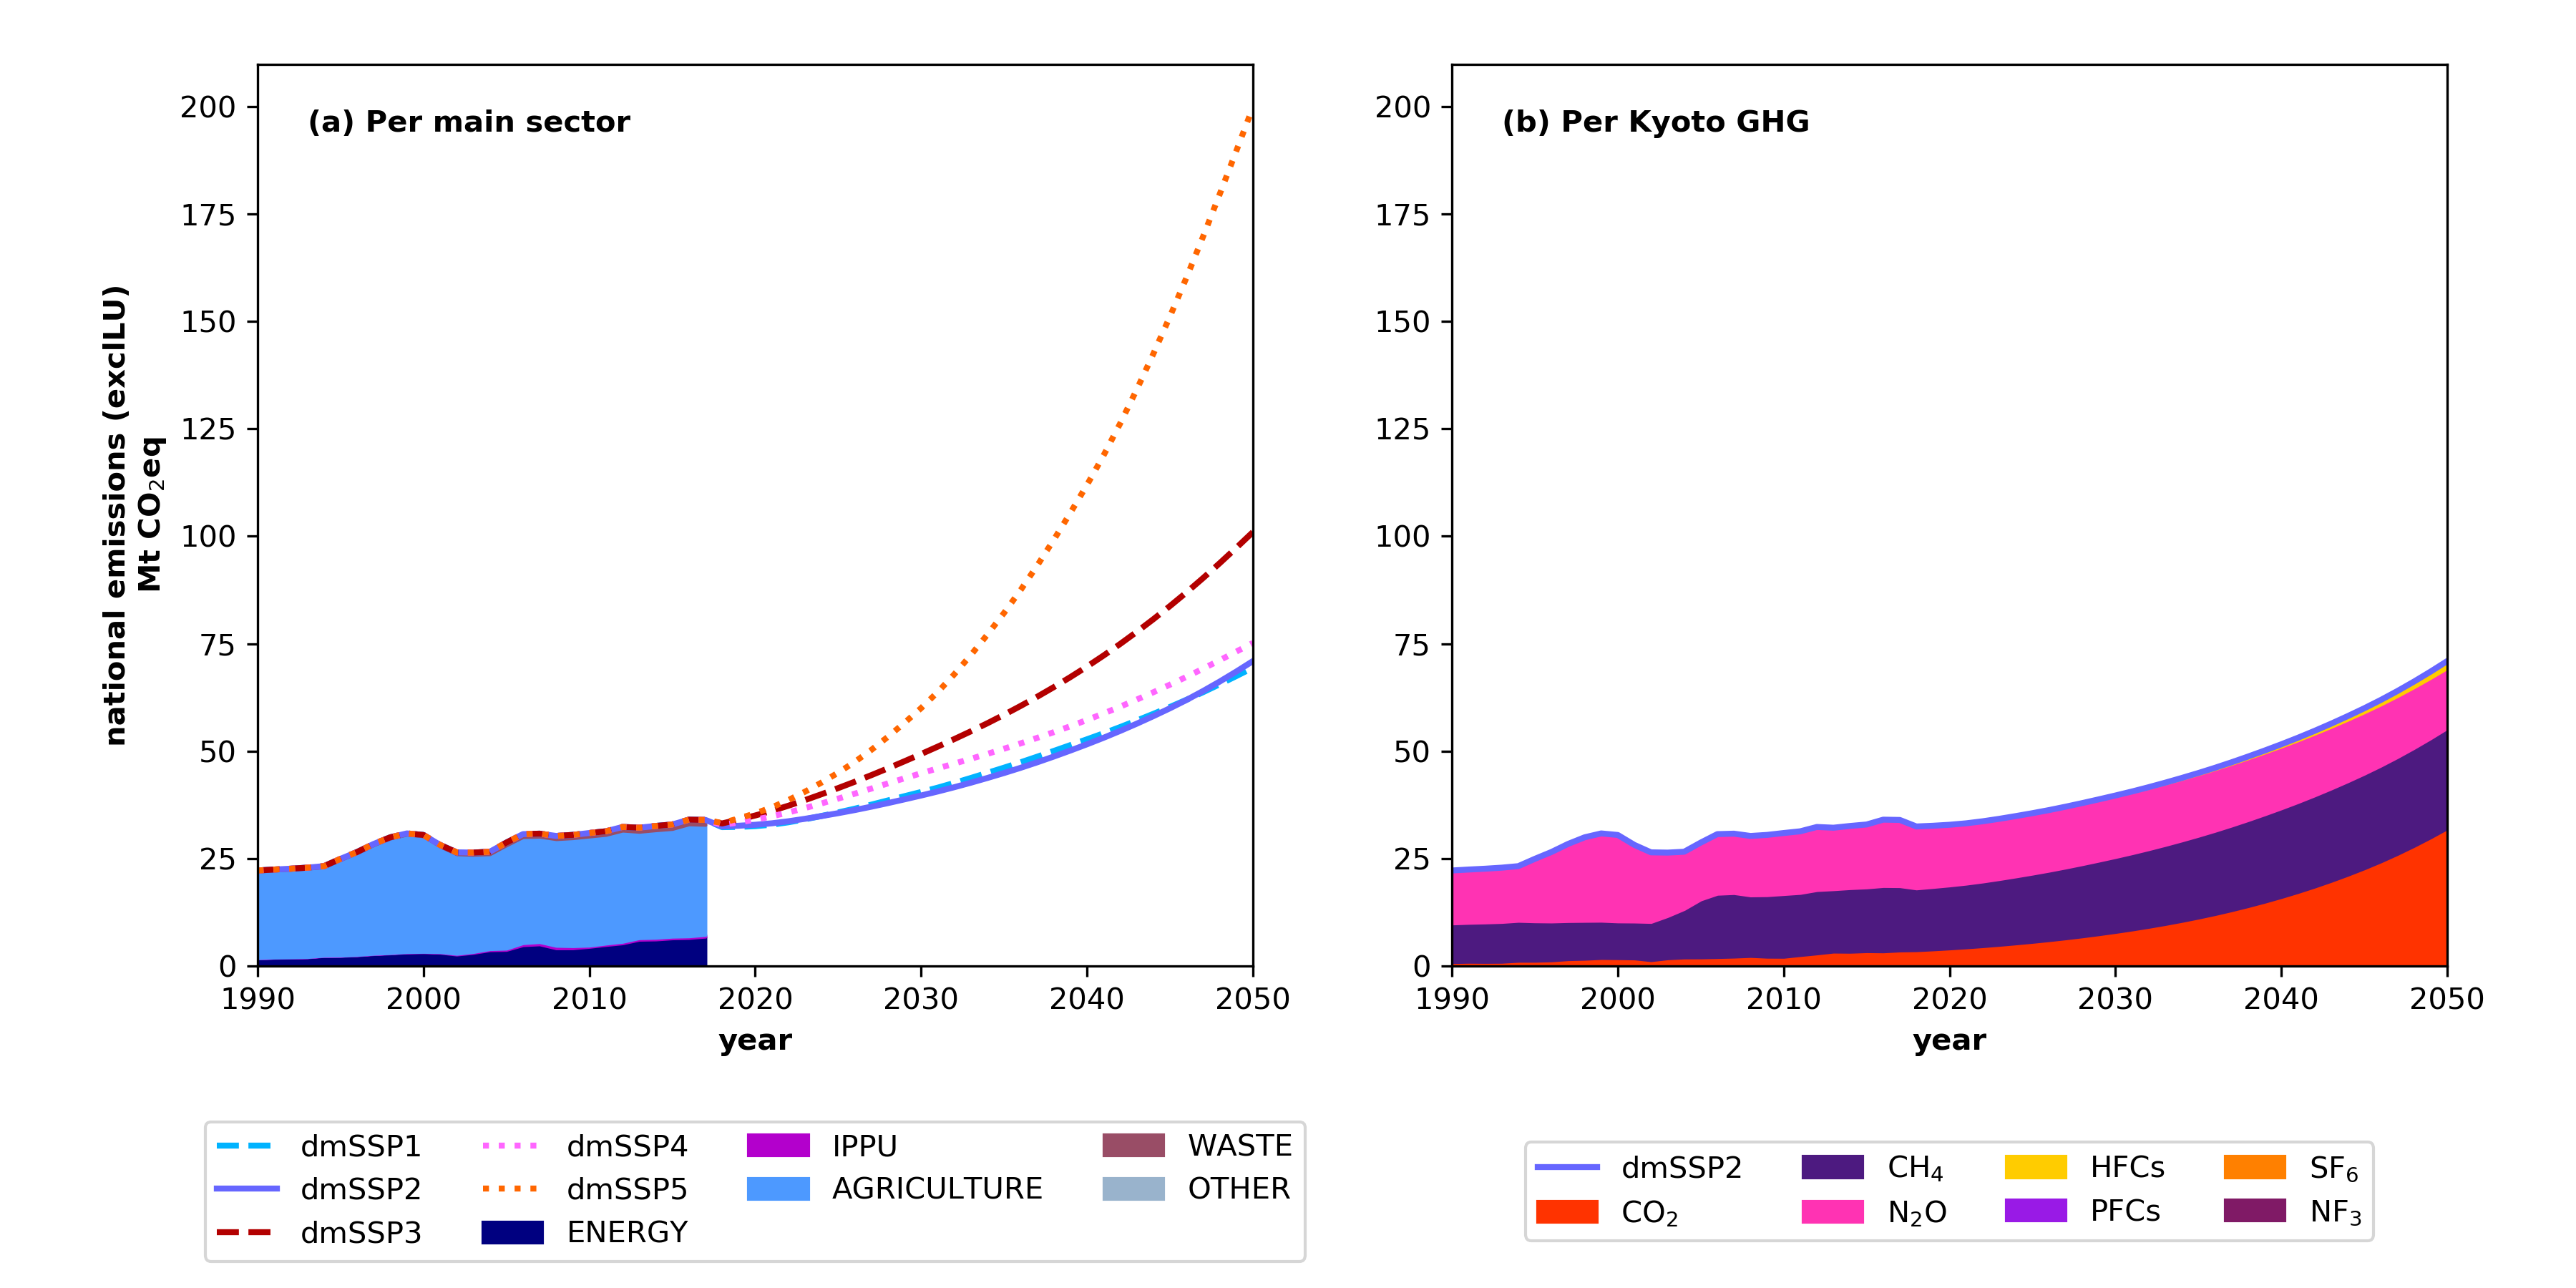 (a) Per main sector
national emissions (exclLU)
Mt CO₂eq
200
175
150
125
100
75
50
25
0
1990 2000 2010 2020 2030 2040 2050
year
dmSSP1 dmSSP4 IPPU WASTE
dmSSP2 dmSSP5 AGRICULTURE OTHER
dmSSP3 ENERGY
(b) Per Kyoto GHG
200
175
150
125
100
75
50
25
0
1990 2000 2010 2020 2030 2040 2050
year
dmSSP2 CH₄ HFCs SF₆
CO₂ N₂O PFCs NF₃